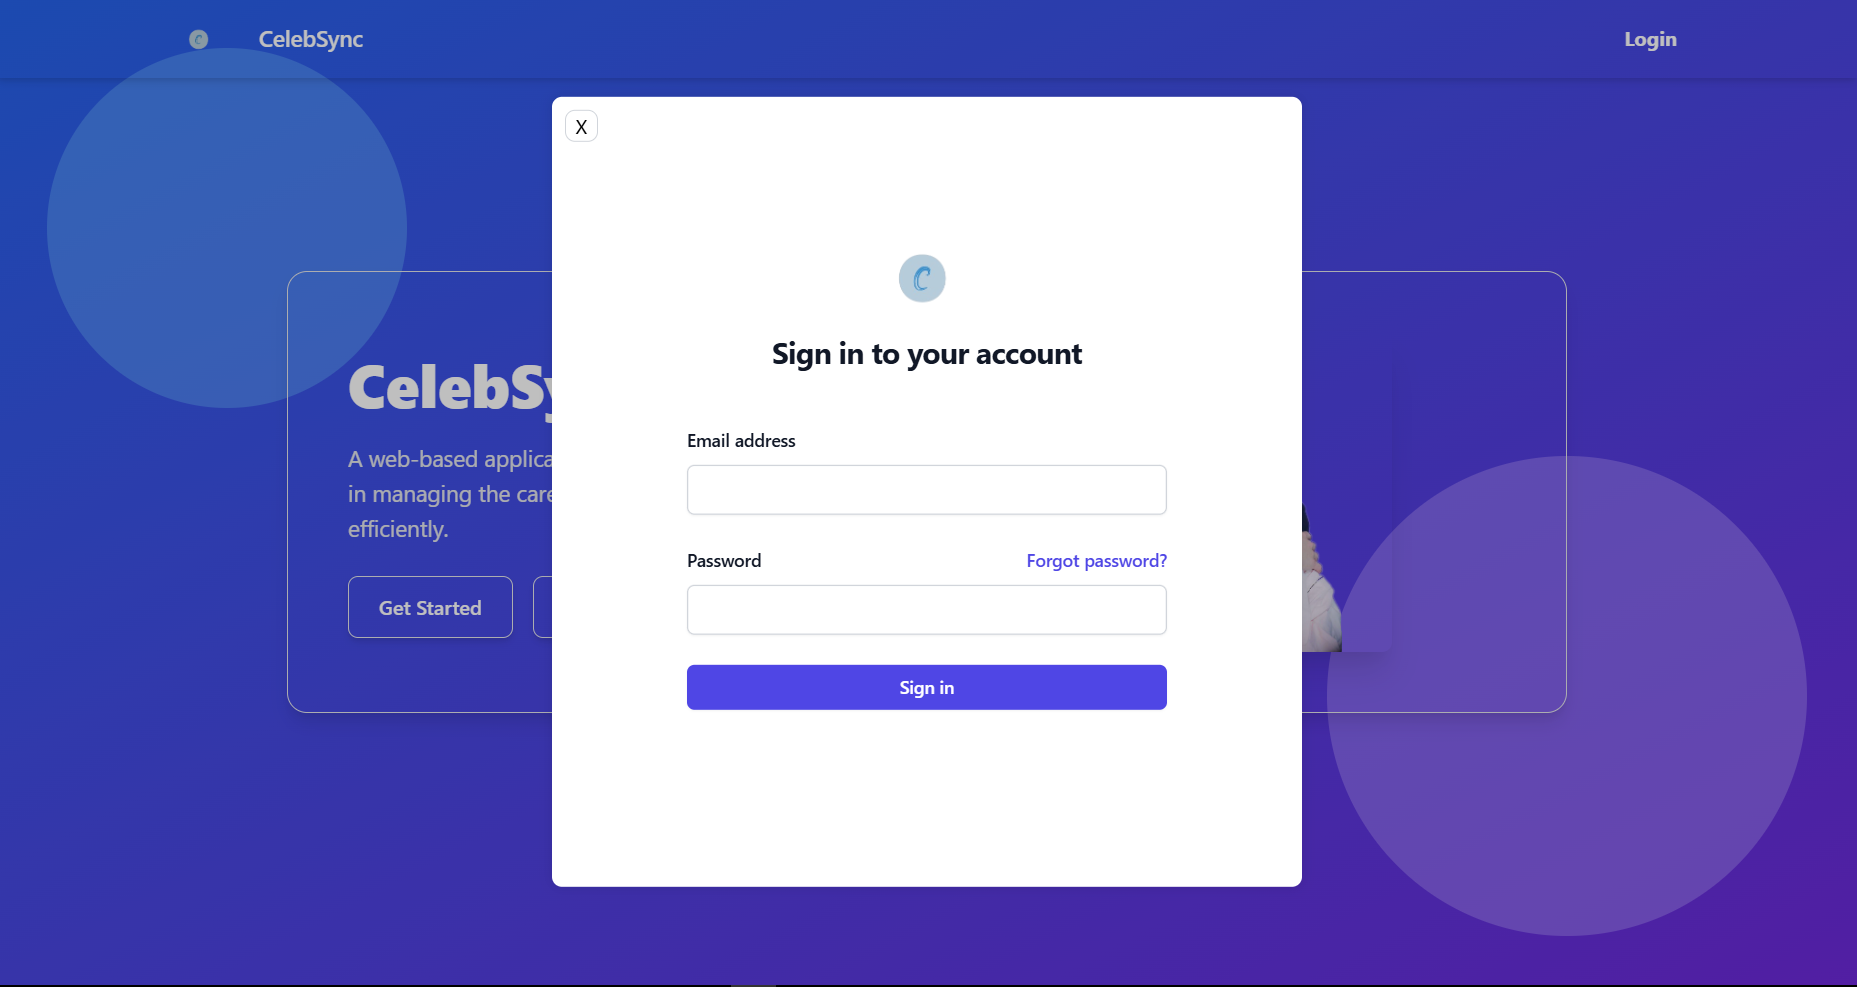 C
CelebSync
Login
X
C
Sign in to your account
Email address
Password
Forgot password?
Sign in
CelebSy
A web-based applica
in managing the care
efficiently.
Get Started